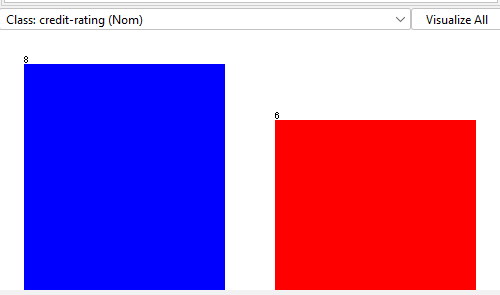 Class: credit-rating (Nom)
Visualize All
8
6